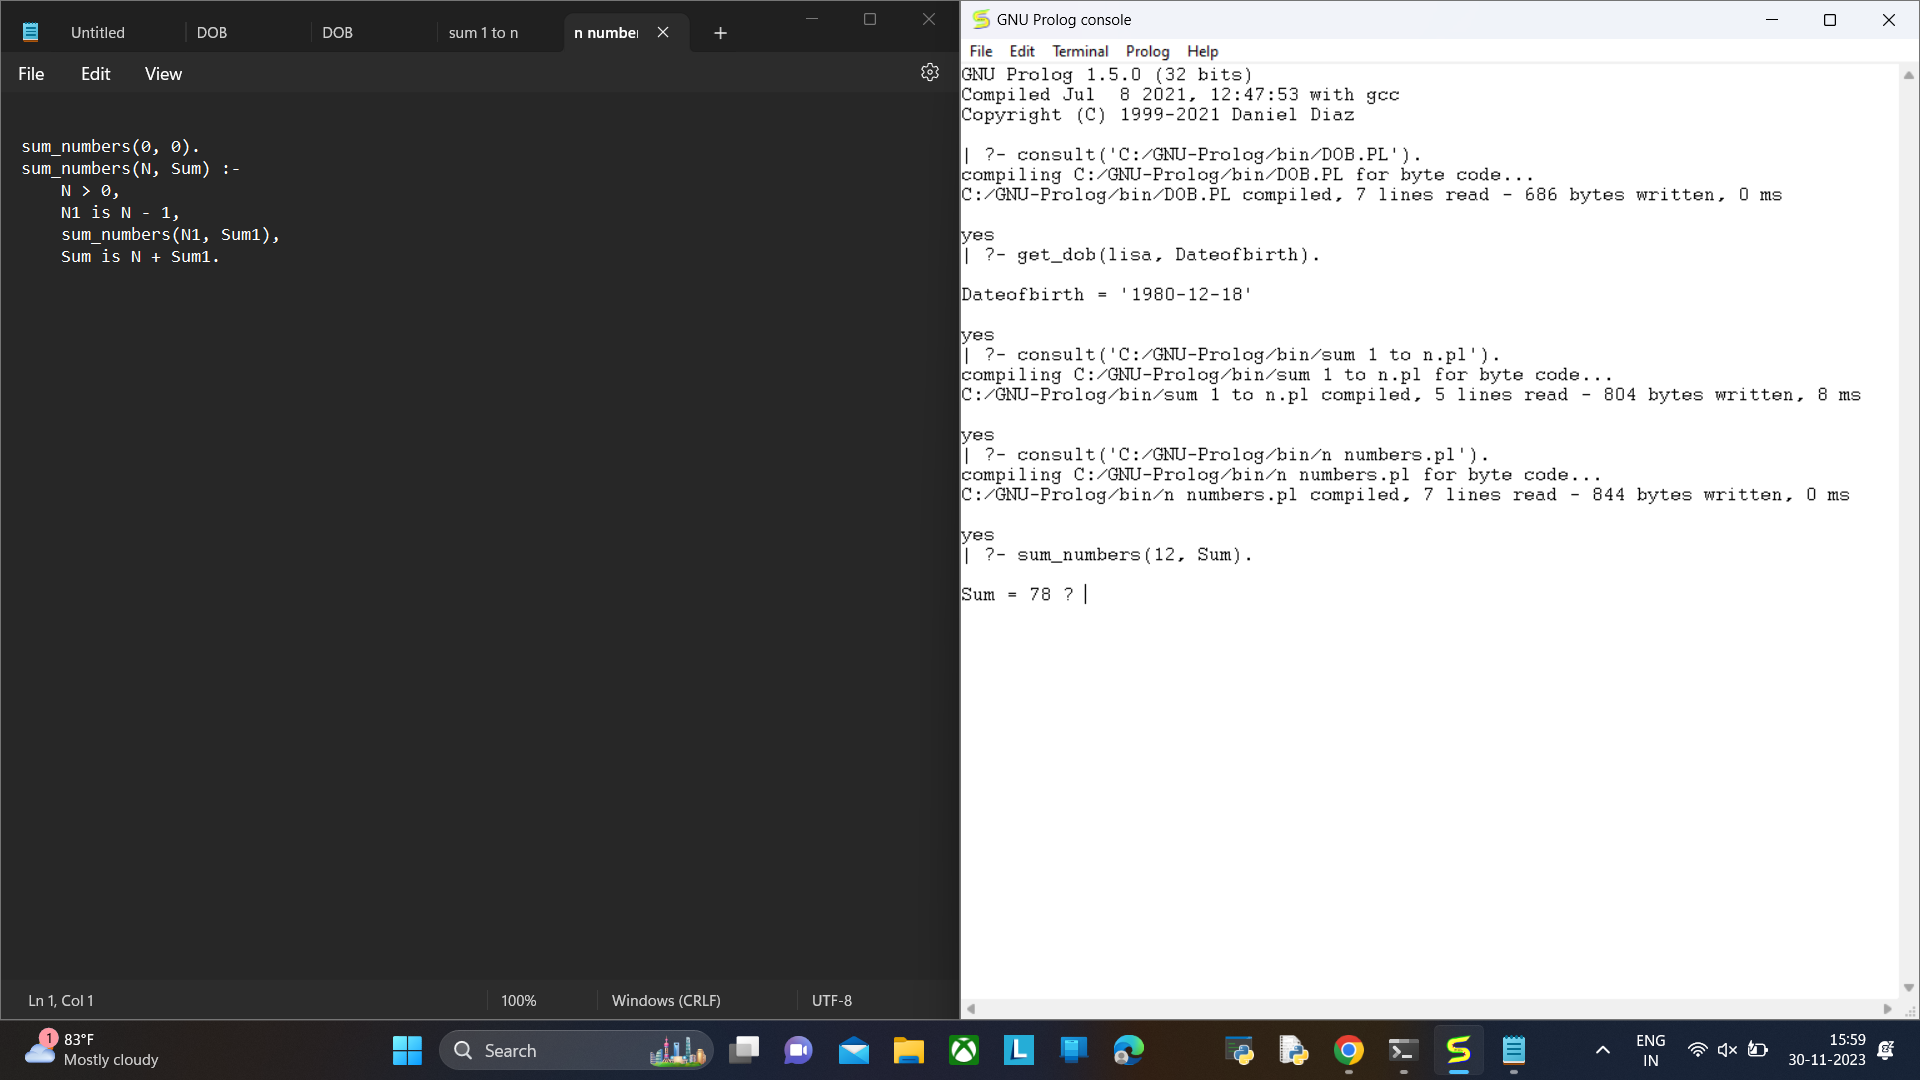 Untitled
DOB
DOB
sum 1 to n
n number
File
Edit
View
sum_numbers(0, 0).
sum_numbers(N, Sum) :-
    N > 0,
    N1 is N - 1,
    sum_numbers(N1, Sum1),
    Sum is N + Sum1.
Ln 1, Col 1
100%
Windows (CRLF)
UTF-8
GNU Prolog console
File
Edit
Terminal
Prolog
Help
GNU Prolog 1.5.0 (32 bits)
Compiled Jul  8 2021, 12:47:53 with gcc
Copyright (C) 1999-2021 Daniel Diaz
| ?- consult('C:/GNU-Prolog/bin/DOB.PL').
compiling C:/GNU-Prolog/bin/DOB.PL for byte code...
C:/GNU-Prolog/bin/DOB.PL compiled, 7 lines read - 686 bytes written, 0 ms
yes
| ?- get_dob(lisa, Dateofbirth).
Dateofbirth = '1980-12-18'
yes
| ?- consult('C:/GNU-Prolog/bin/sum 1 to n.pl').
compiling C:/GNU-Prolog/bin/sum 1 to n.pl for byte code...
C:/GNU-Prolog/bin/sum 1 to n.pl compiled, 5 lines read - 804 bytes written, 8 ms
yes
| ?- consult('C:/GNU-Prolog/bin/n numbers.pl').
compiling C:/GNU-Prolog/bin/n numbers.pl for byte code...
C:/GNU-Prolog/bin/n numbers.pl compiled, 7 lines read - 844 bytes written, 0 ms
yes
| ?- sum_numbers(12, Sum).
Sum = 78 ?
1
83°F
Mostly cloudy
Search
L
ENG
IN
15:59
30-11-2023